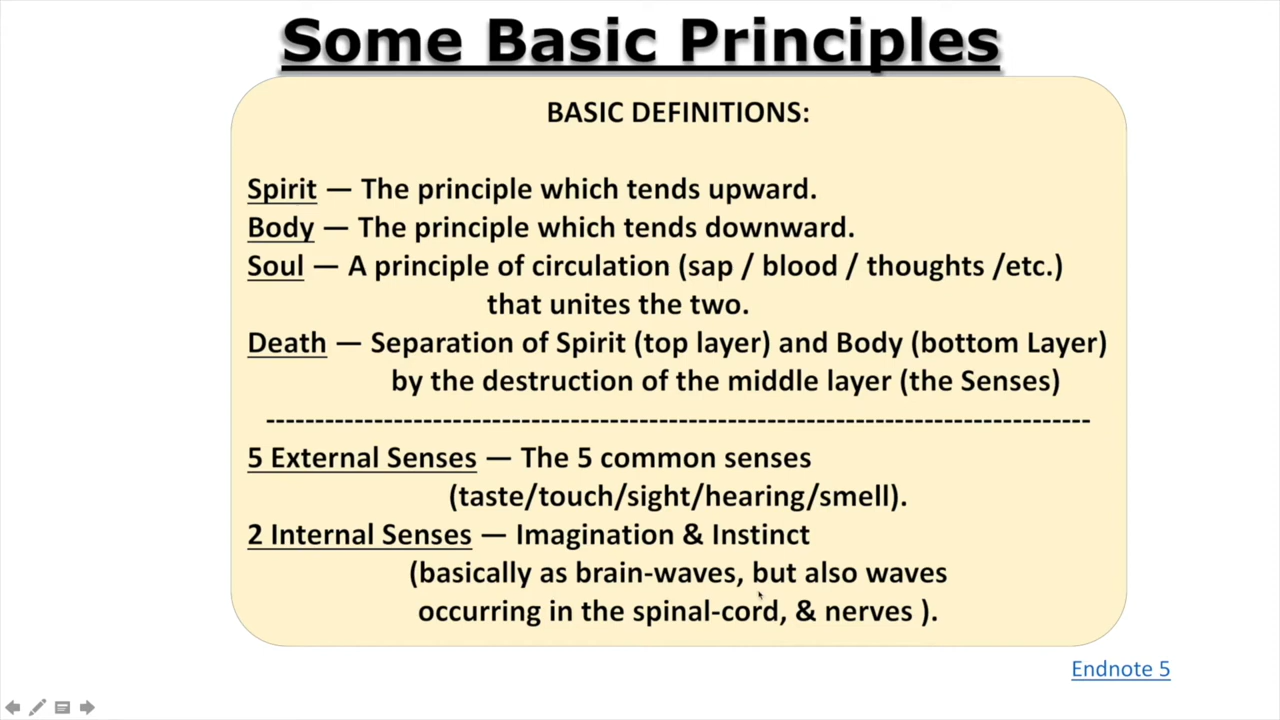 Some Basic Principles
BASIC DEFINITIONS:
Spirit — The principle which tends upward.
Body — The principle which tends downward.
Soul — A principle of circulation (sap / blood / thoughts /etc.)
that unites the two.
Death — Separation of Spirit (top layer) and Body (bottom Layer)
by the destruction of the middle layer (the Senses)
--------------------------------------------------------------------------------------
5 External Senses — The 5 common senses
(taste/touch/sight/hearing/smell).
2 Internal Senses — Imagination & Instinct
(basically as brain-waves, but also waves
occurring in the spinal-cord, & nerves ).
Endnote 5